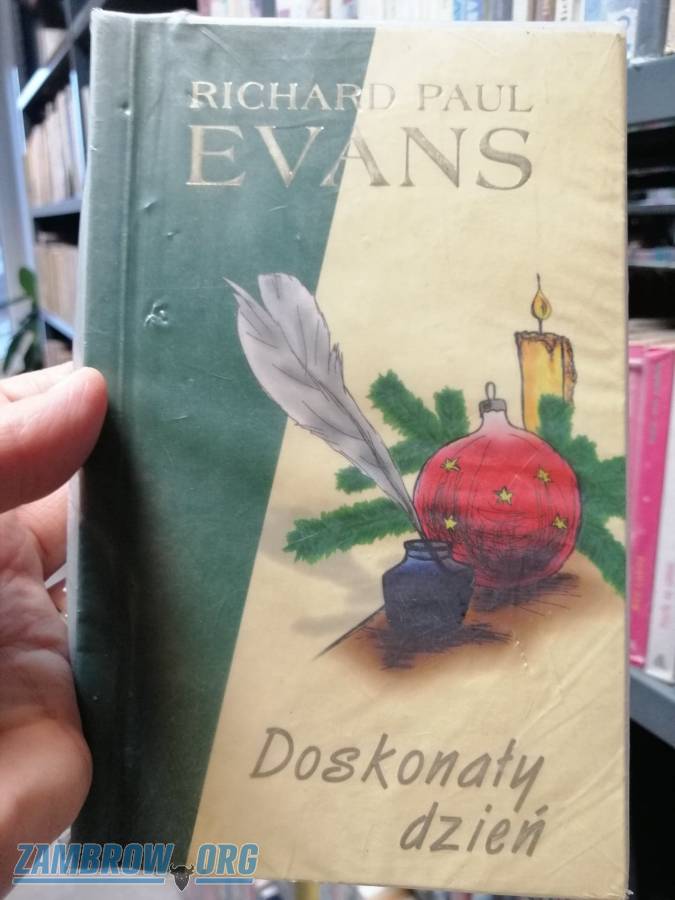 RICHARD PAUL
EVANS
Doskonały
dzień
ZAMBROW.ORG